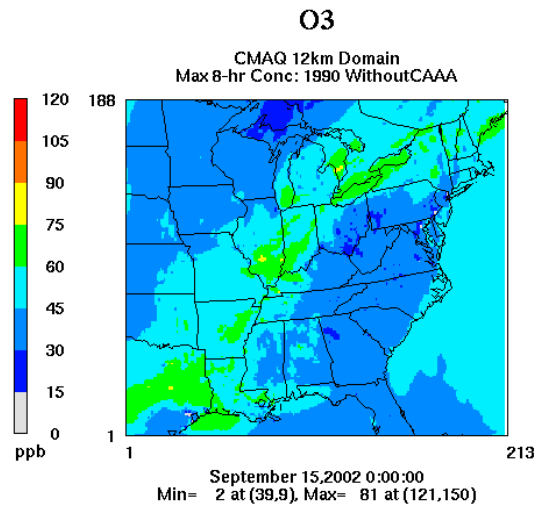 O3
CMAQ 12km Domain
Max 8-hr Conc: 1990 WithoutCAAA
120
105
90
75
60
45
30
15
0
ppb
188
1
1
213
September 15,2002 0:00:00
Min= 2 at (39,9), Max= 81 at (121,150)